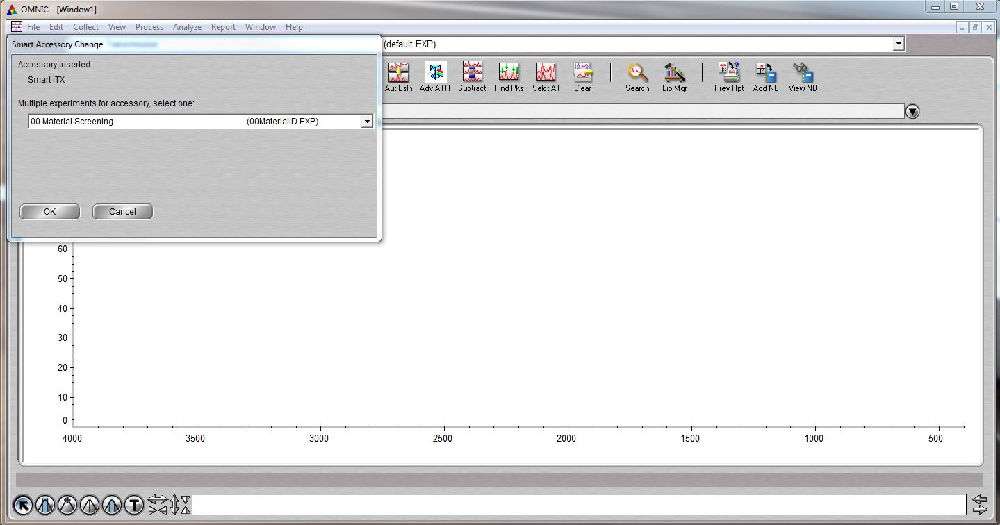 OMNIC - [Window1]
File Edit Collect View Process Analyze Report Window Help
Smart Accessory Change
(default.EXP)
Accessory inserted:
Smart iTX
Multiple experiments for accessory, select one:
00 Material Screening (00MaterialID.EXP)
OK Cancel
Aut Bsln Adv ATR Subtract Find Pks Selct All Clear Search Lib Mgr Prev Rpt Add NB View NB
60
50
40
30
20
10
0
4000 3500 3000 2500 2000 1500 1000 500
T